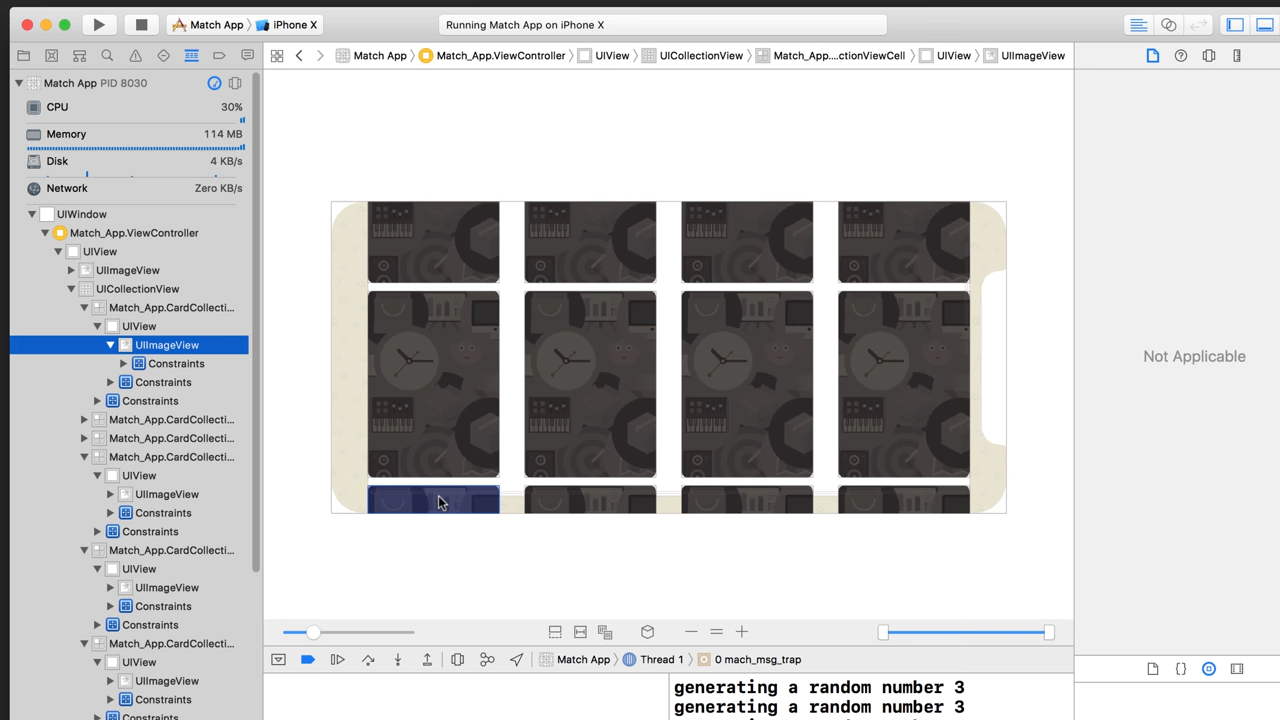 Match App
iPhone X
Running Match App on iPhone X
Match App
Match_App.ViewController
UIView
UICollectionView
Match_App....ctionViewCell
UIView
UIImageView
Match App PID 8030
CPU 30%
Memory 114 MB
Disk 4 KB/s
Network Zero KB/s
UIWindow
Match_App.ViewController
UIView
UIImageView
UICollectionView
Match_App.CardCollecti...
UIView
UIImageView
Constraints
Constraints
Constraints
Match_App.CardCollecti...
Match_App.CardCollecti...
Match_App.CardCollecti...
UIView
UIImageView
Constraints
Constraints
Match_App.CardCollecti...
UIView
UIImageView
Constraints
Constraints
Match_App.CardCollecti...
UIView
UIImageView
Constraints
Constraints
Not Applicable
Match App
Thread 1
0 mach_msg_trap
generating a random number 3
generating a random number 3